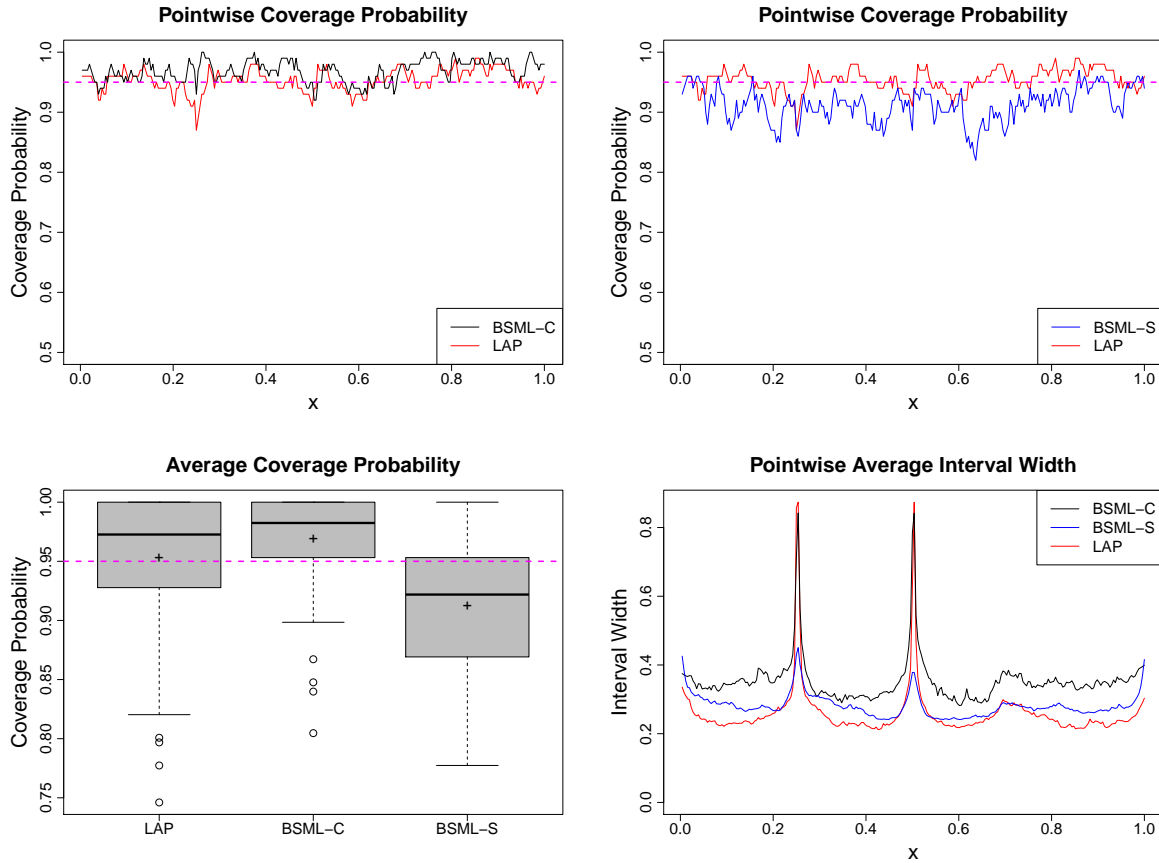 Pointwise Coverage Probability
Coverage Probability
1.0
0.9
0.8
0.7
0.6
0.5
BSML-C
LAP
0.0 0.2 0.4 0.6 0.8 1.0
x
Pointwise Coverage Probability
Coverage Probability
1.0
0.9
0.8
0.7
0.6
0.5
BSML-S
LAP
0.0 0.2 0.4 0.6 0.8 1.0
x
Average Coverage Probability
Coverage Probability
1.00
0.95
0.90
0.85
0.80
0.75
LAP BSML-C BSML-S
Pointwise Average Interval Width
Interval Width
0.8
0.6
0.4
0.2
0.0
BSML-C
BSML-S
LAP
0.0 0.2 0.4 0.6 0.8 1.0
x